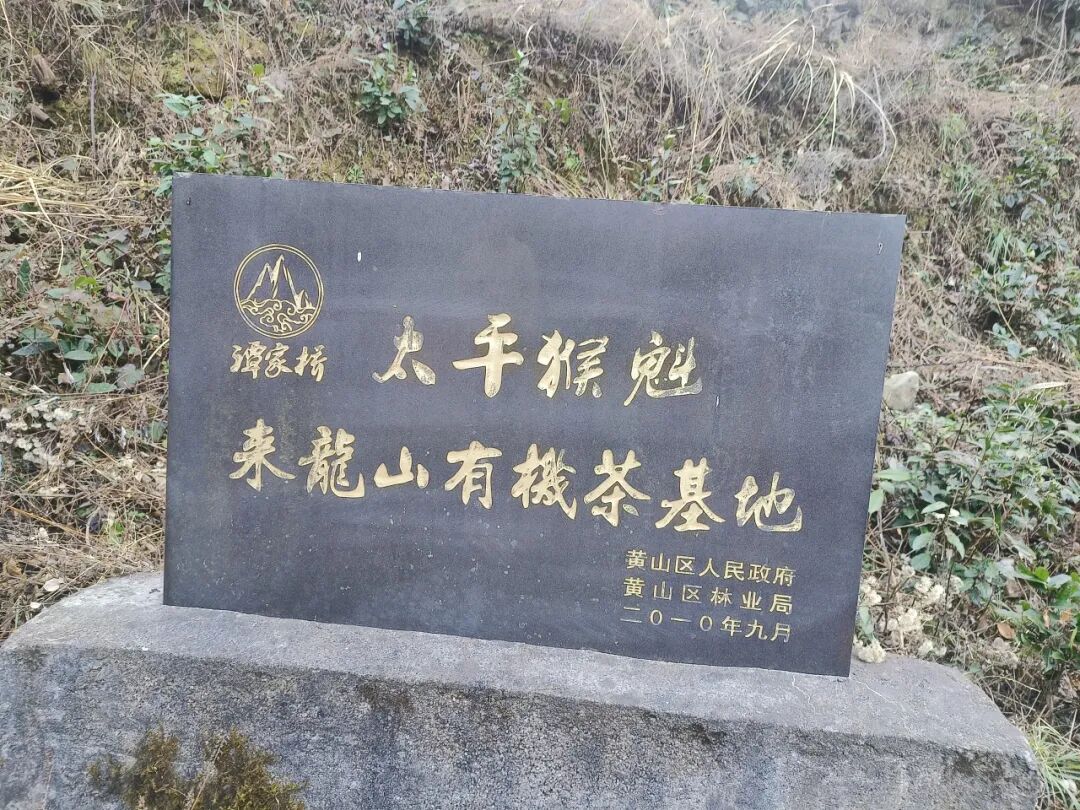 谭家桥
太平猴魁
来龍山有機茶基地
黄山区人民政府
黄山区林业局
二〇一〇年九月